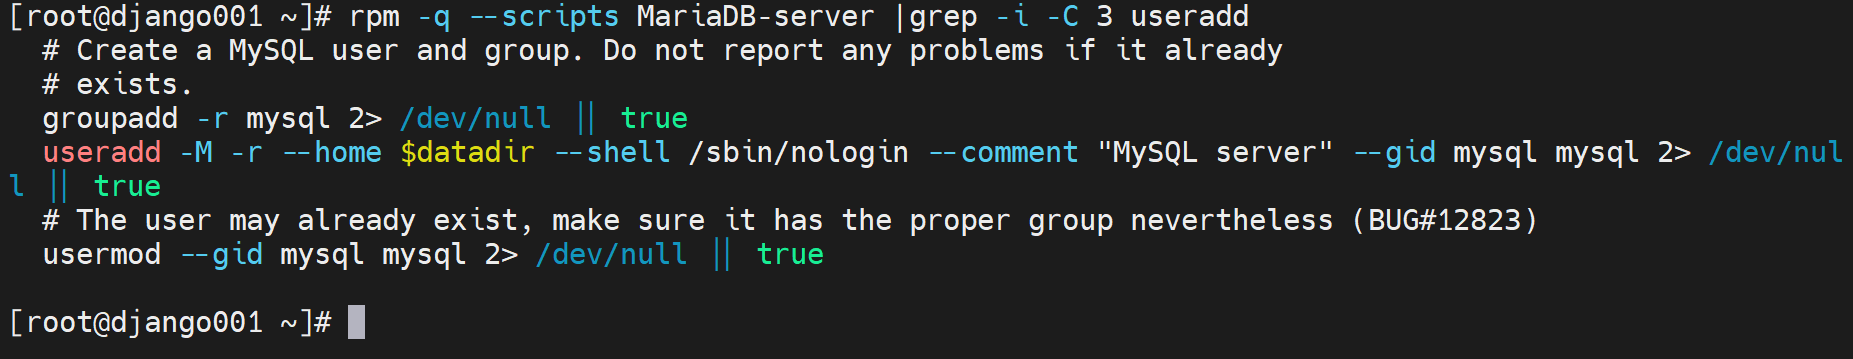 [root@django001 ~]# rpm -q --scripts MariaDB-server |grep -i -C 3 useradd
# Create a MySQL user and group. Do not report any problems if it already
# exists.
groupadd -r mysql 2> /dev/null || true
useradd -M -r --home $datadir --shell /sbin/nologin --comment "MySQL server" --gid mysql mysql 2> /dev/nul
l || true
# The user may already exist, make sure it has the proper group nevertheless (BUG#12823)
usermod --gid mysql mysql 2> /dev/null || true
[root@django001 ~]#